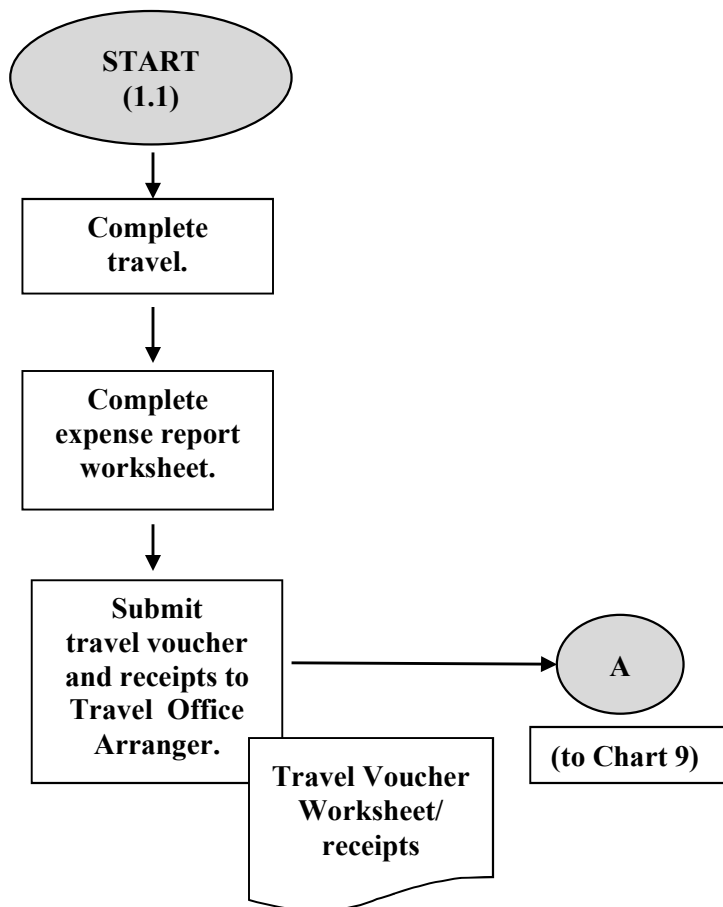 START
(1.1)
Complete
travel.
Complete
expense report
worksheet.
Submit
travel voucher
and receipts to
Travel Office
Arranger.
A
(to Chart 9)
Travel Voucher
Worksheet/
receipts